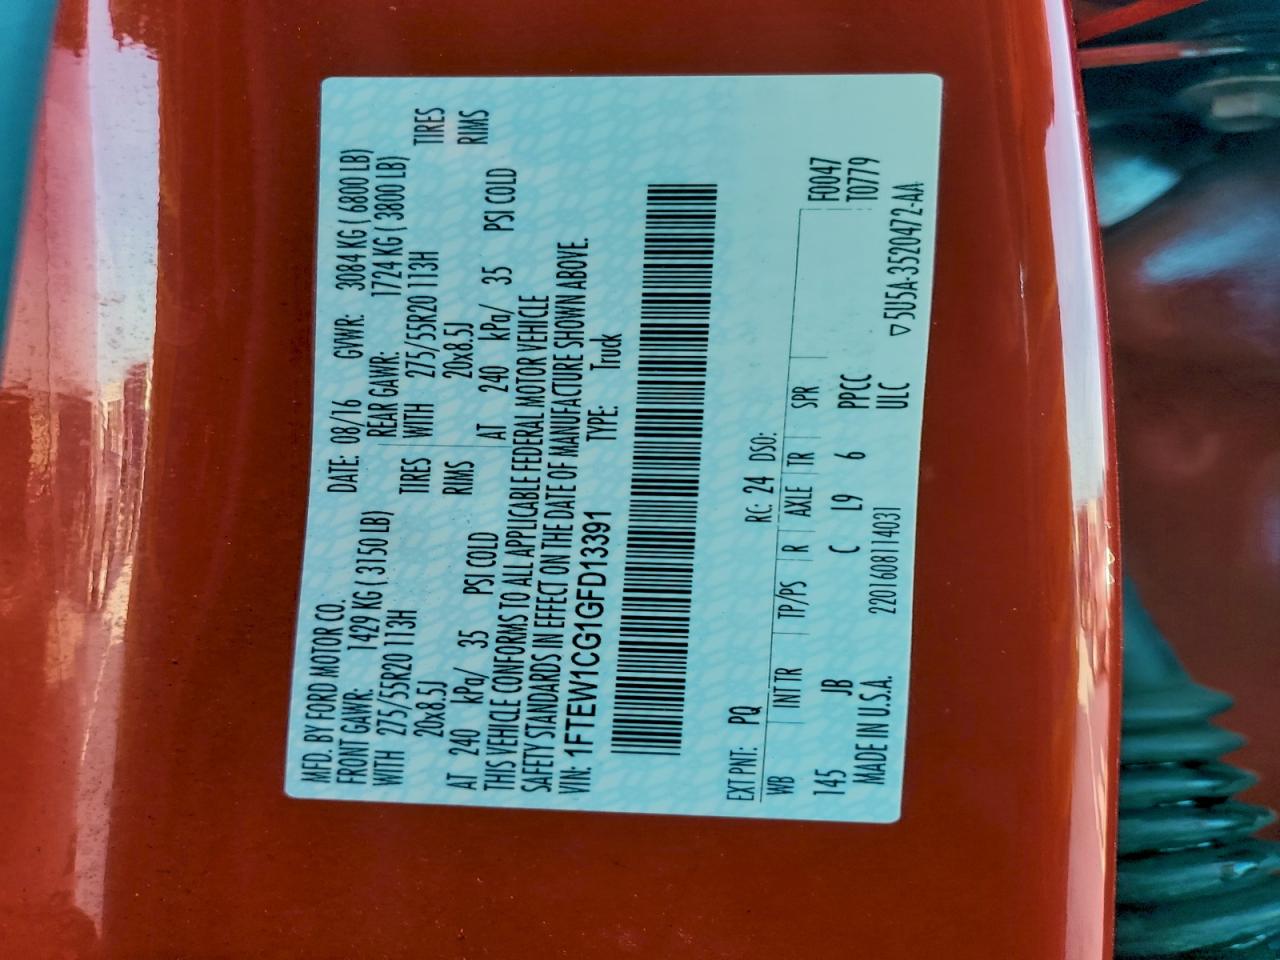 MFD. BY FORD MOTOR CO. DATE: 08/16 GVWR: 3084 KG ( 6800 LB)
FRONT GAWR: 1429 KG ( 3150 LB) REAR GAWR: 1724 KG ( 3800 LB)
WITH 275/55R20 113H TIRES WITH 275/55R20 113H TIRES
20x8.5J RIMS 20x8.5J RIMS
AT 240 kPa/ 35 PSI COLD AT 240 kPa/ 35 PSI COLD
THIS VEHICLE CONFORMS TO ALL APPLICABLE FEDERAL MOTOR VEHICLE
SAFETY STANDARDS IN EFFECT ON THE DATE OF MANUFACTURE SHOWN ABOVE.
VIN: 1FTEW1CG1GFD13391 TYPE: Truck
EXT PNT: PQ RC: 24 DSO:
WB INT TR TP/PS R AXLE TR SPR F0047
145 JB C L9 6 PPCC T0779
ULC
MADE IN U.S.A. 2201608114031 ▽5U5A-3520472-AA